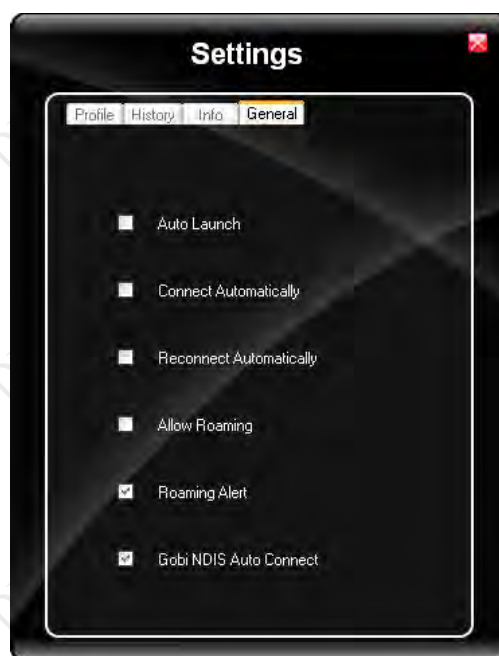 Settings
Profile History Info General
Auto Launch
Connect Automatically
Reconnect Automatically
Allow Roaming
Roaming Alert
Gobi NDIS Auto Connect